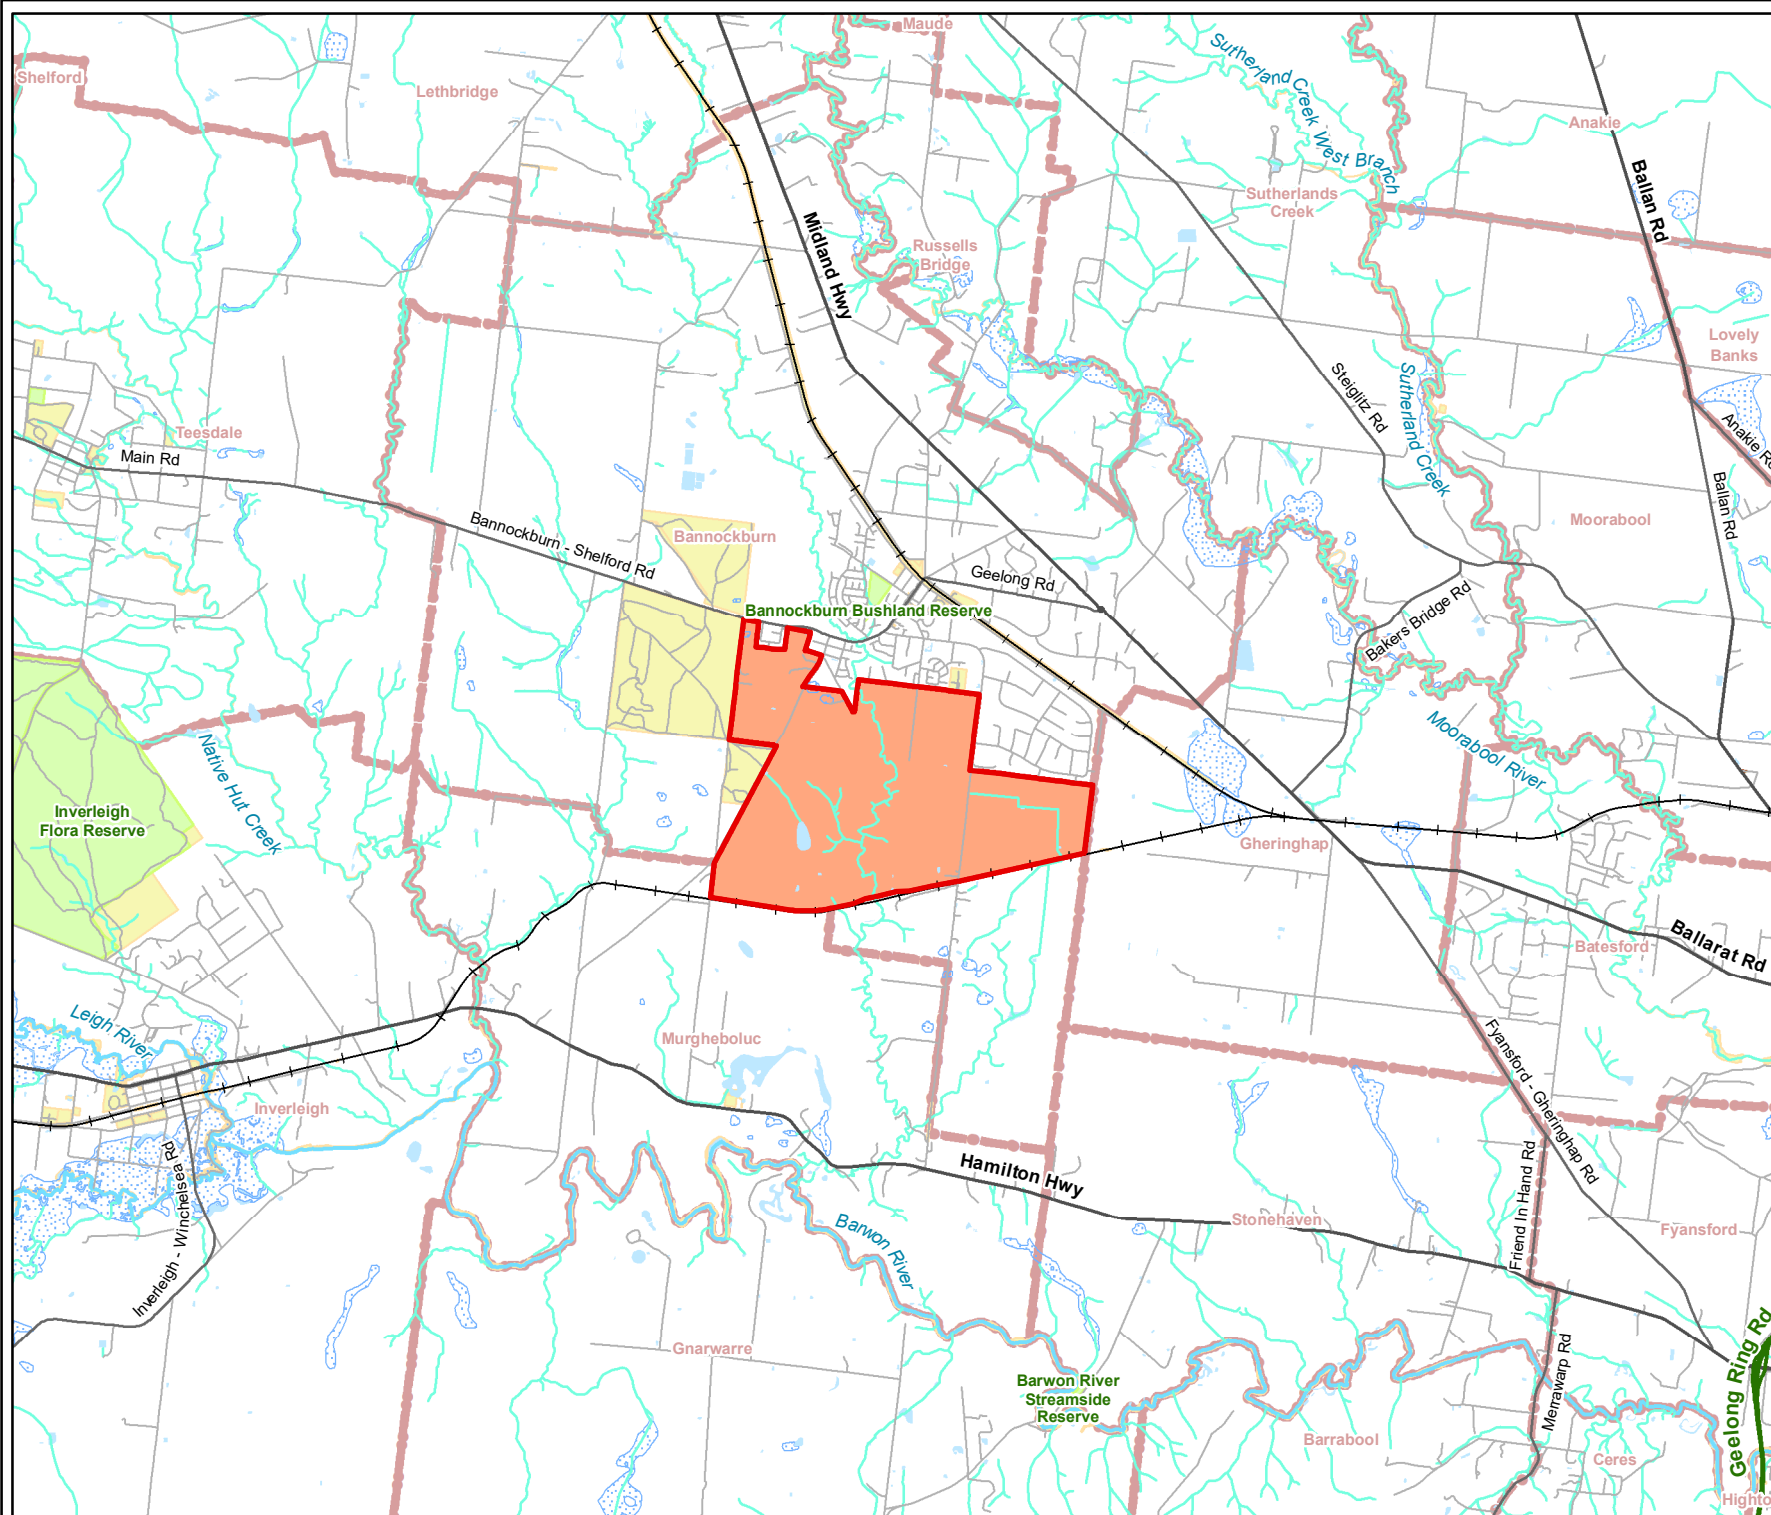 Maude
Shelford
Lethbridge
Sutherland Creek West Branch
Anakie
Ballan Rd
Sutherlands
Creek
Midland Hwy
Russells
Bridge
Lovely
Banks
Steiglitz Rd
Sutherland Creek
Anakie Rd
Teesdale
Main Rd
Ballan Rd
Bannockburn - Shelford Rd
Bannockburn
Moorabool
Geelong Rd
Bannockburn Bushland Reserve
Bakers Bridge Rd
Moorabool River
Native Hut Creek
Inverleigh
Flora Reserve
Gheringhap
Batesford
Ballarat Rd
Leigh River
Murgheboluc
Fyansford - Gheringhap Rd
Inverleigh
Inverleigh - Winchelsea Rd
Hamilton Hwy
Friend In Hand Rd
Stonehaven
Fyansford
Barwon River
Gnarwarre
Merrawarp Rd
Geelong Ring Rd
Barwon River
Streamside
Reserve
Barrabool
Ceres
Highto